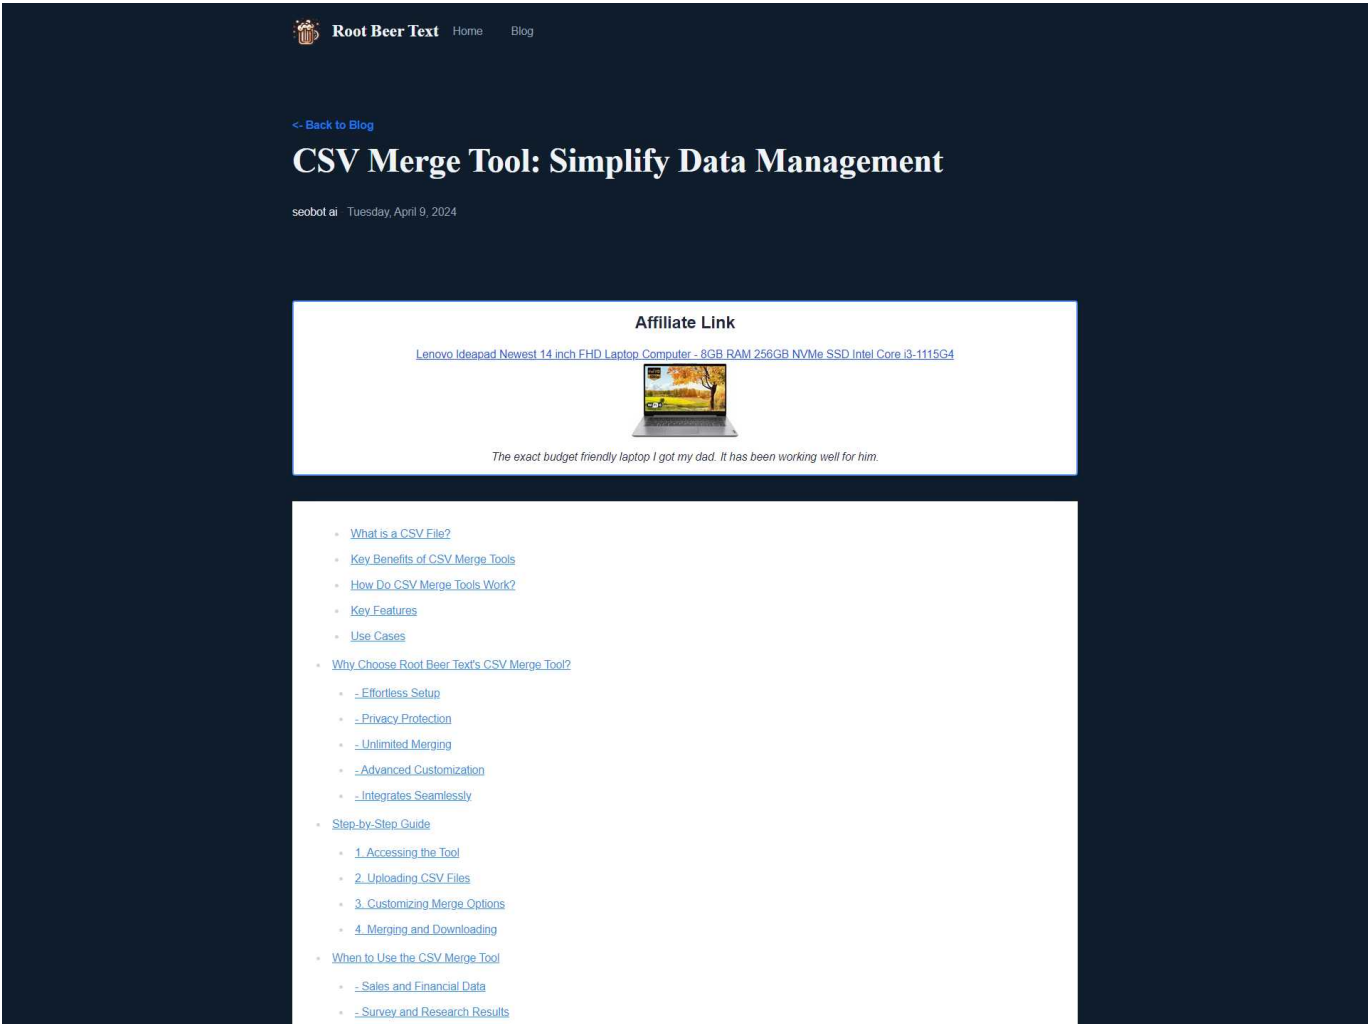 Root Beer Text Home Blog
<- Back to Blog
CSV Merge Tool: Simplify Data Management
seobot ai · Tuesday, April 9, 2024
Affiliate Link
Lenovo Ideapad Newest 14 inch FHD Laptop Computer - 8GB RAM 256GB NVMe SSD Intel Core i3-1115G4
The exact budget friendly laptop I got my dad. It has been working well for him.
What is a CSV File?
Key Benefits of CSV Merge Tools
How Do CSV Merge Tools Work?
Key Features
Use Cases
Why Choose Root Beer Text's CSV Merge Tool?
- Effortless Setup
- Privacy Protection
- Unlimited Merging
- Advanced Customization
- Integrates Seamlessly
Step-by-Step Guide
1. Accessing the Tool
2. Uploading CSV Files
3. Customizing Merge Options
4. Merging and Downloading
When to Use the CSV Merge Tool
- Sales and Financial Data
- Survey and Research Results